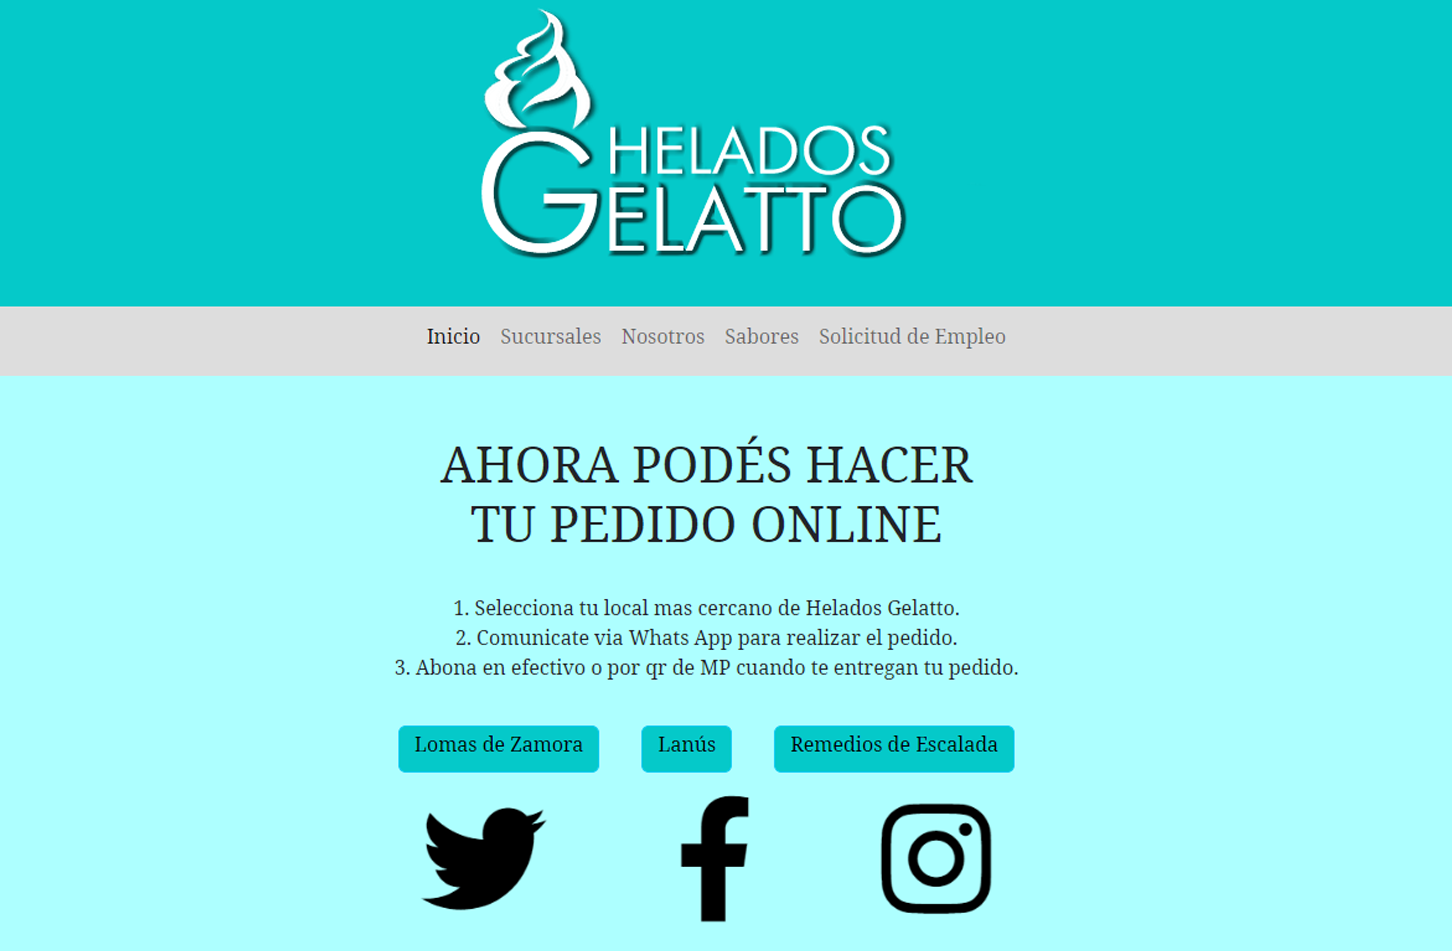 HELADOS
GELATTO
Inicio Sucursales Nosotros Sabores Solicitud de Empleo
AHORA PODÉS HACER
TU PEDIDO ONLINE
1. Selecciona tu local mas cercano de Helados Gelatto.
2. Comunicate via Whats App para realizar el pedido.
3. Abona en efectivo o por qr de MP cuando te entregan tu pedido.
Lomas de Zamora Lanús Remedios de Escalada